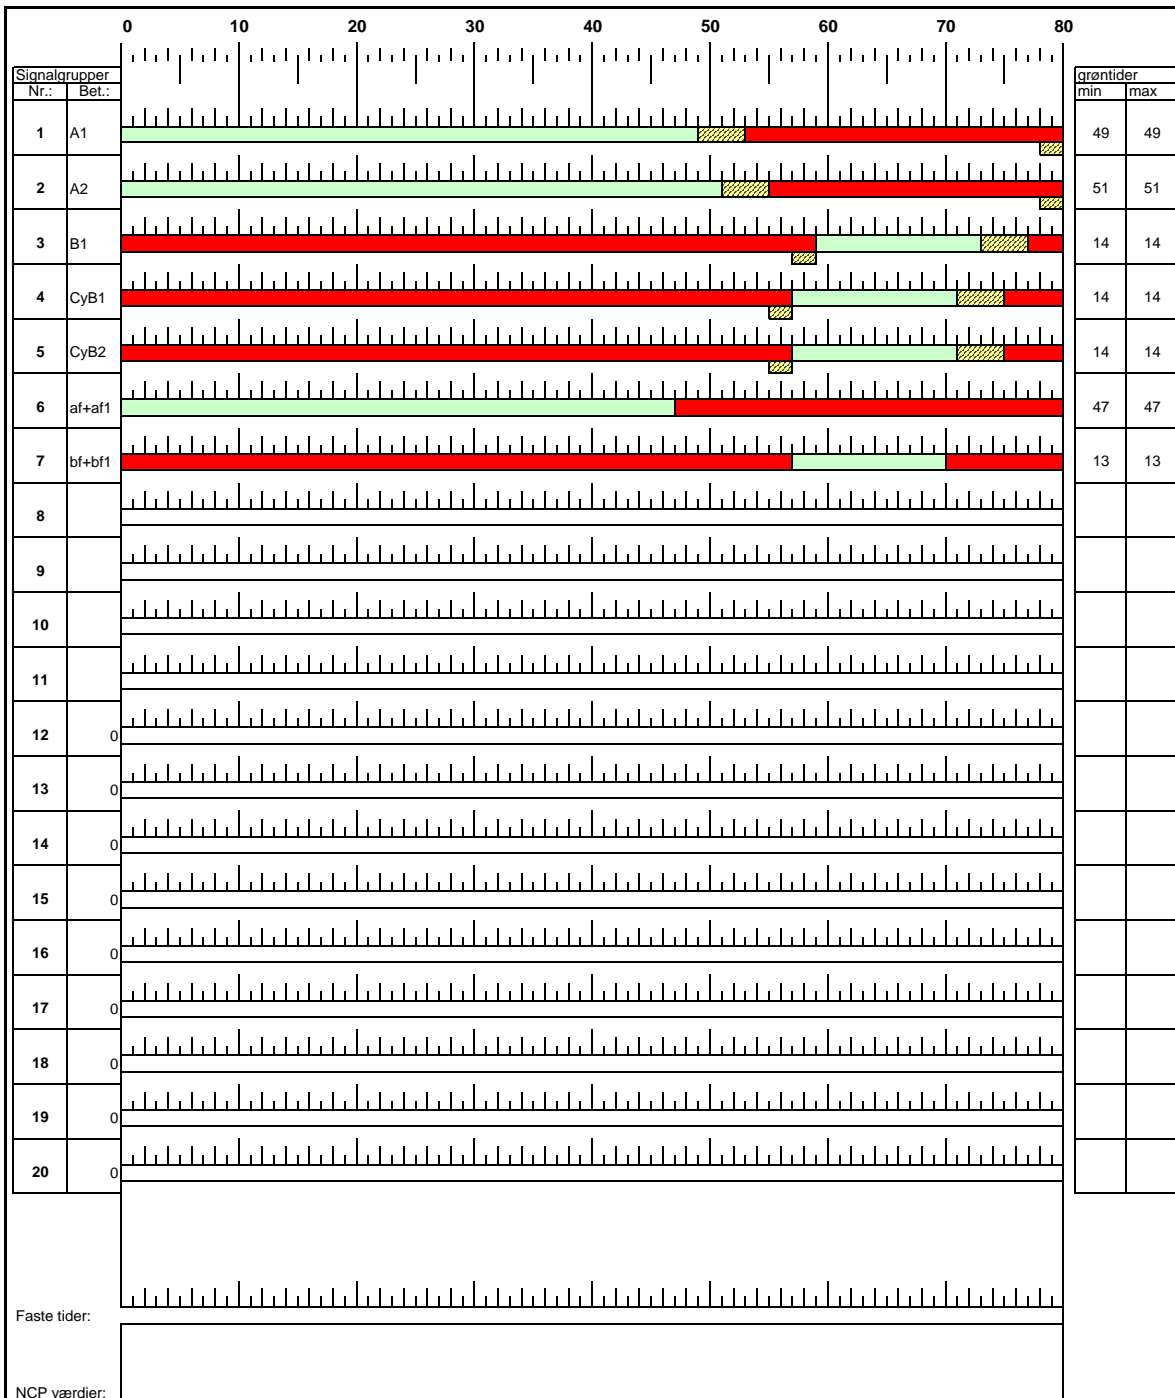 0 10 20 30 40 50 60 70 80
Signalgrupper grøntider
Nr.: Bet.: min max
1 A1 49 49
2 A2 51 51
3 B1 14 14
4 CyB1 14 14
5 CyB2 14 14
6 af+af1 47 47
7 bf+bf1 13 13
8
9
10
11
12 0
13 0
14 0
15 0
16 0
17 0
18 0
19 0
20 0
Faste tider:
NCP værdier: